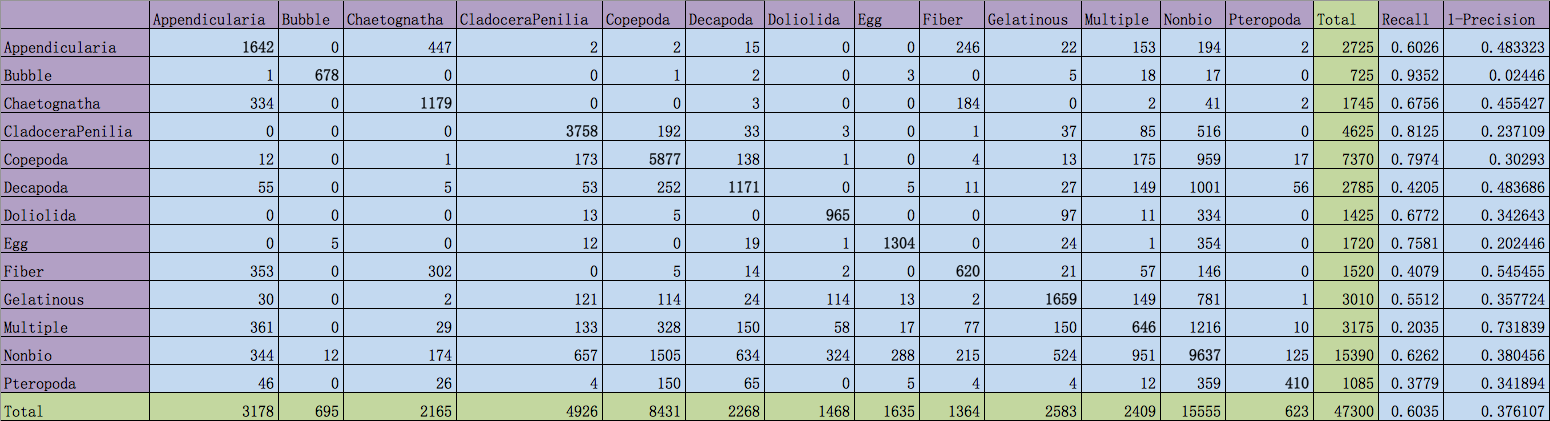 Appendicularia Bubble Chaetognatha CladoceraPenilia Copepoda Decapoda Doliolida Egg Fiber Gelatinous Multiple Nonbio Pteropoda Total Recall 1-Precision
Appendicularia 1642 0 447 2 2 15 0 0 246 22 153 194 2 2725 0.6026 0.483323
Bubble 1 678 0 0 1 2 0 3 0 5 18 17 0 725 0.9352 0.02446
Chaetognatha 334 0 1179 0 0 3 0 0 184 0 2 41 2 1745 0.6756 0.455427
CladoceraPenilia 0 0 0 3758 192 33 3 0 1 37 85 516 0 4625 0.8125 0.237109
Copepoda 12 0 1 173 5877 138 1 0 4 13 175 959 17 7370 0.7974 0.30293
Decapoda 55 0 5 53 252 1171 0 5 11 27 149 1001 56 2785 0.4205 0.483686
Doliolida 0 0 0 13 5 0 965 0 0 97 11 334 0 1425 0.6772 0.342643
Egg 0 5 0 12 0 19 1 1304 0 24 1 354 0 1720 0.7581 0.202446
Fiber 353 0 302 0 5 14 2 0 620 21 57 146 0 1520 0.4079 0.545455
Gelatinous 30 0 2 121 114 24 114 13 2 1659 149 781 1 3010 0.5512 0.357724
Multiple 361 0 29 133 328 150 58 17 77 150 646 1216 10 3175 0.2035 0.731839
Nonbio 344 12 174 657 1505 634 324 288 215 524 951 9637 125 15390 0.6262 0.380456
Pteropoda 46 0 26 4 150 65 0 5 4 4 12 359 410 1085 0.3779 0.341894
Total 3178 695 2165 4926 8431 2268 1468 1635 1364 2583 2409 15555 623 47300 0.6035 0.376107